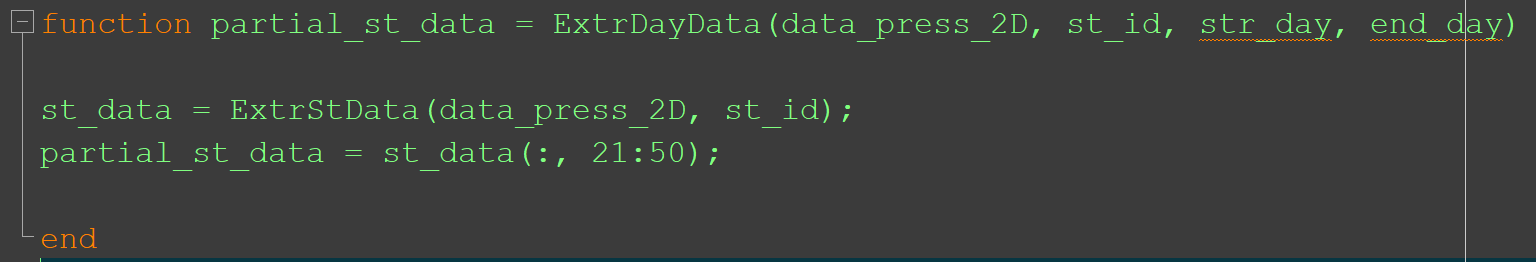 function partial_st_data = ExtrDayData(data_press_2D, st_id, str_day, end_day)
st_data = ExtrStData(data_press_2D, st_id);
partial_st_data = st_data(:, 21:50);
end